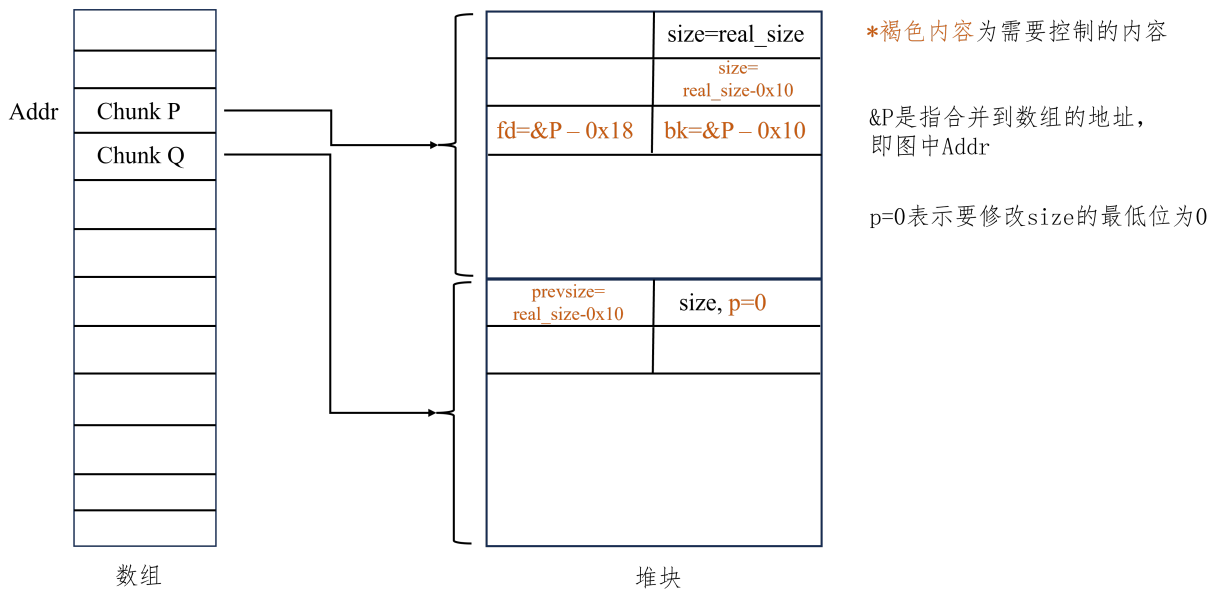 size=real_size
*褐色内容为需要控制的内容
size=
real_size-0x10
Addr
Chunk P
fd=&P – 0x18
bk=&P – 0x10
&P是指合并到数组的地址，
即图中Addr
Chunk Q
p=0表示要修改size的最低位为0
prevsize=
real_size-0x10
size, p=0
数组
堆块